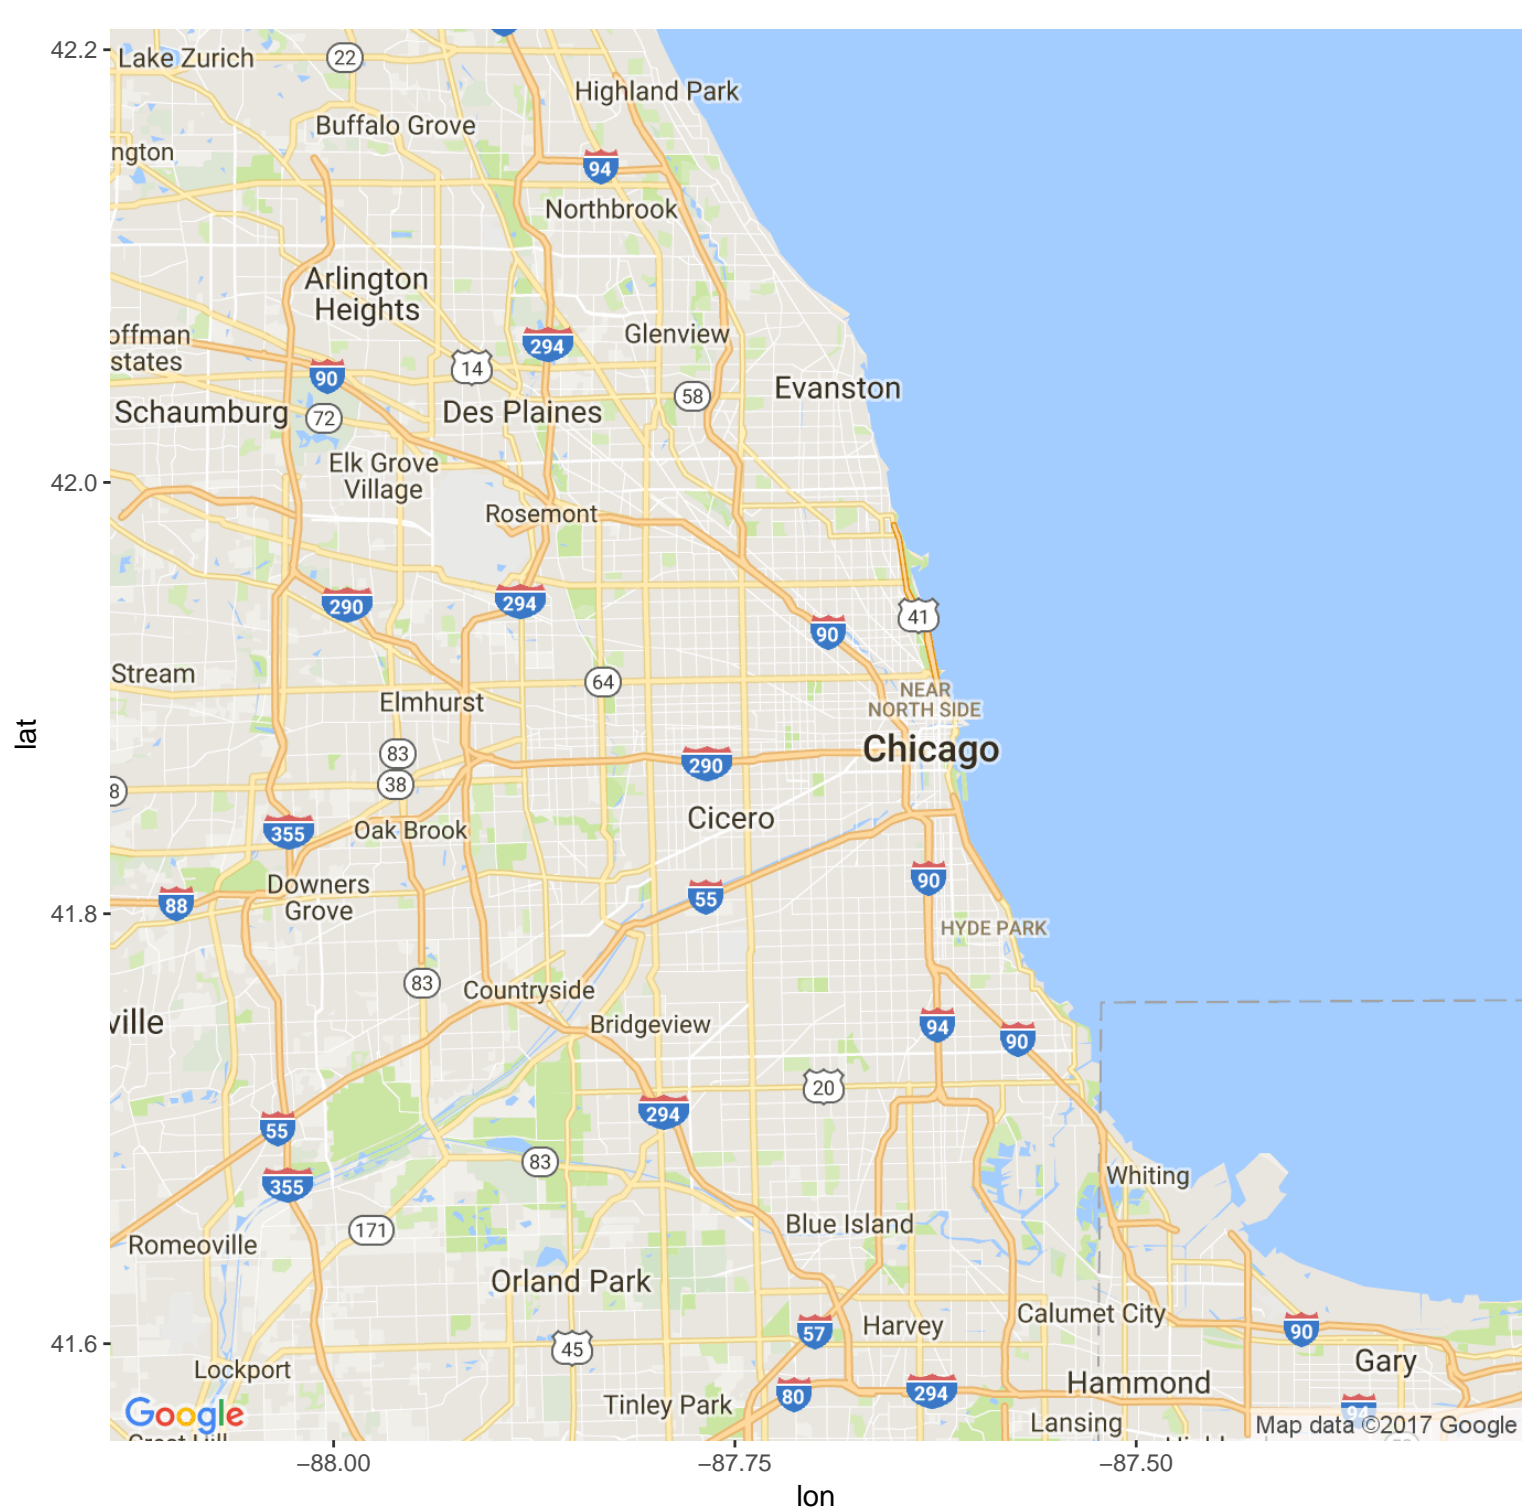 42.2
Lake Zurich
22
Highland Park
Buffalo Grove
ngton
94
Northbrook
Arlington
Heights
offman
states
294
Glenview
90
14
58
Evanston
Schaumburg
72
Des Plaines
Elk Grove
Village
42.0
Rosemont
290
294
90
41
Stream
64
Elmhurst
NEAR
NORTH SIDE
83
290
Chicago
38
8
355
Oak Brook
Cicero
88
Downers
Grove
55
90
41.8
HYDE PARK
83
Countryside
ville
Bridgeview
94
90
20
294
55
83
Whiting
355
171
Blue Island
Romeoville
Orland Park
Calumet City
57
Harvey
90
45
41.6
Lockport
Gary
80
294
Hammond
Tinley Park
94
Google
Lansing
Map data ©2017 Google
Crest Hill
−88.00
−87.75
−87.50
lat
lon